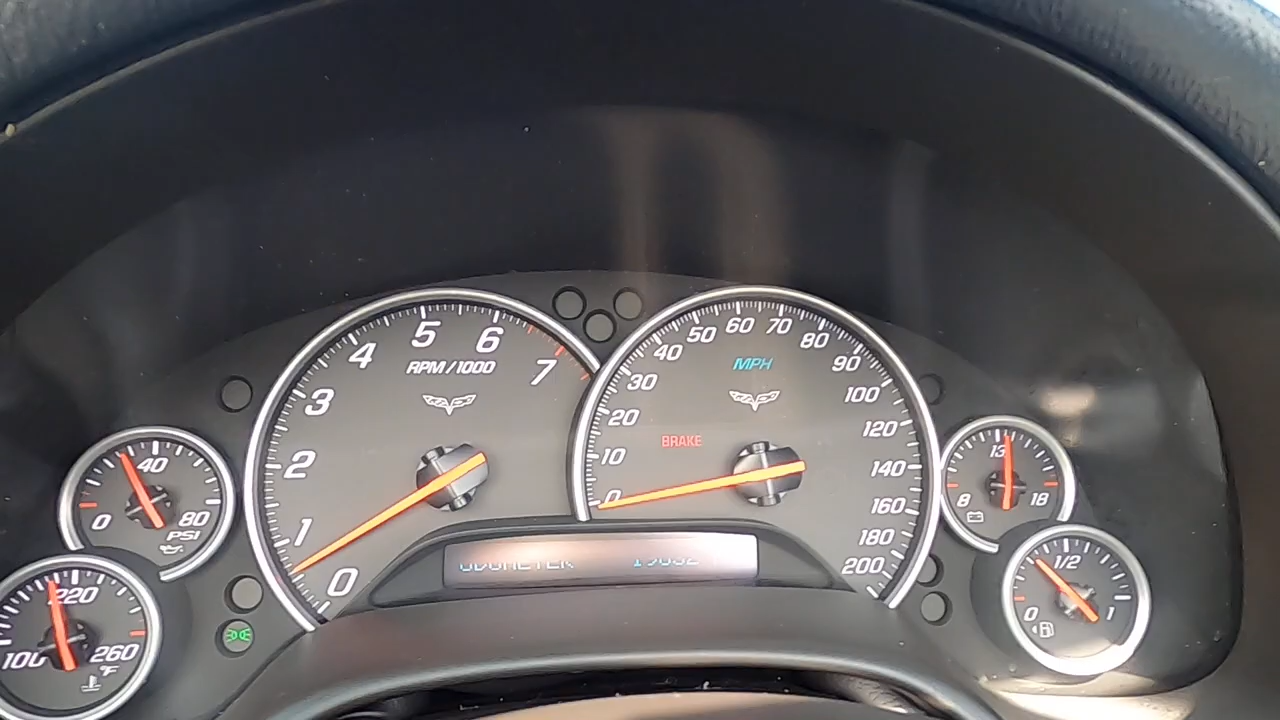 0 1 2 3 4 5 6 7
RPM/1000
0 10 20 30 40 50 60 70 80 90 100 120 140 160 180 200
MPH
BRAKE
0 40 80
PSI
100 220 260
°F
8 13 18
0 1/2 1
ODOMETER